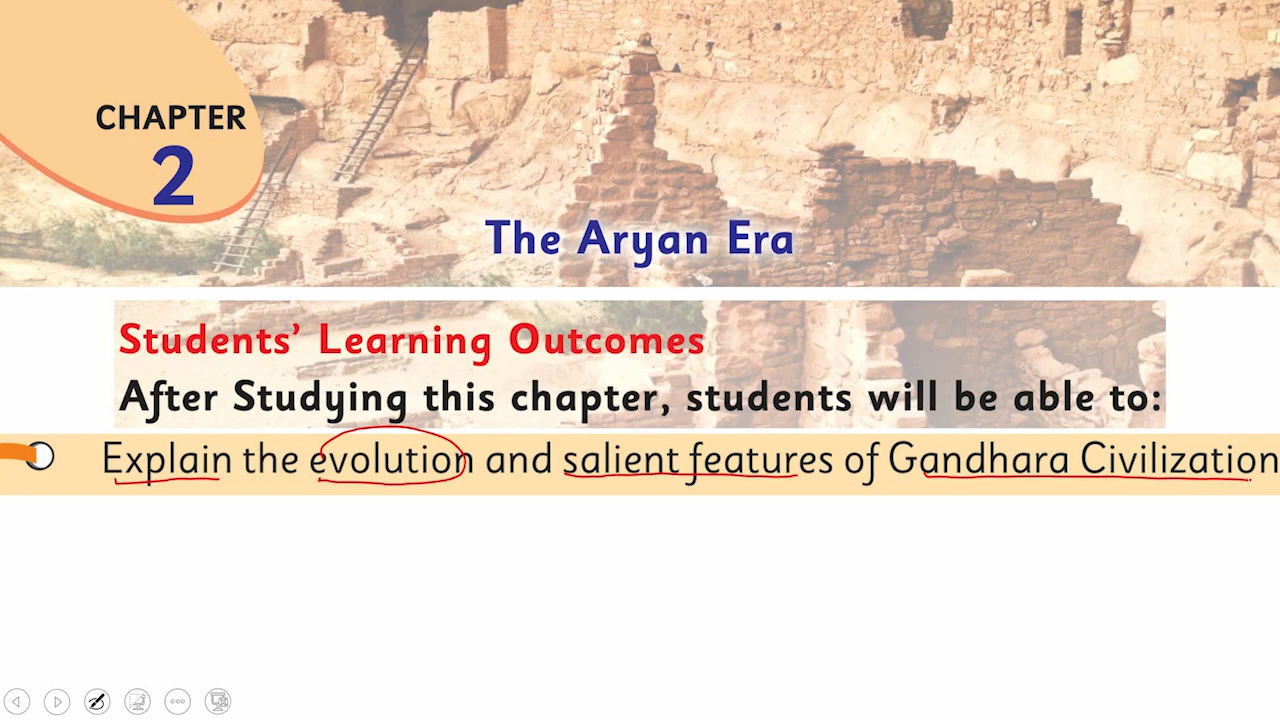 CHAPTER
2
The Aryan Era
Students’ Learning Outcomes
After Studying this chapter, students will be able to:
Explain the evolution and salient features of Gandhara Civilization